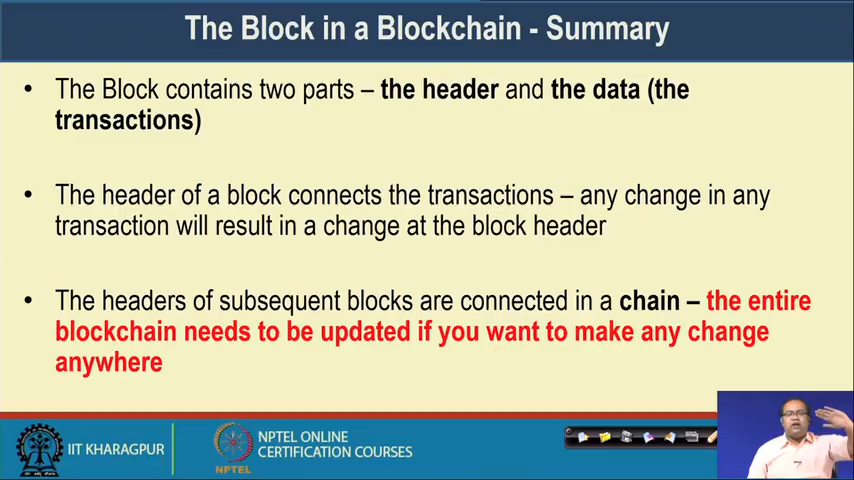 The Block in a Blockchain - Summary
• The Block contains two parts – the header and the data (the
transactions)
• The header of a block connects the transactions – any change in any
transaction will result in a change at the block header
• The headers of subsequent blocks are connected in a chain – the entire
blockchain needs to be updated if you want to make any change
anywhere
IIT KHARAGPUR
NPTEL
NPTEL ONLINE
CERTIFICATION COURSES